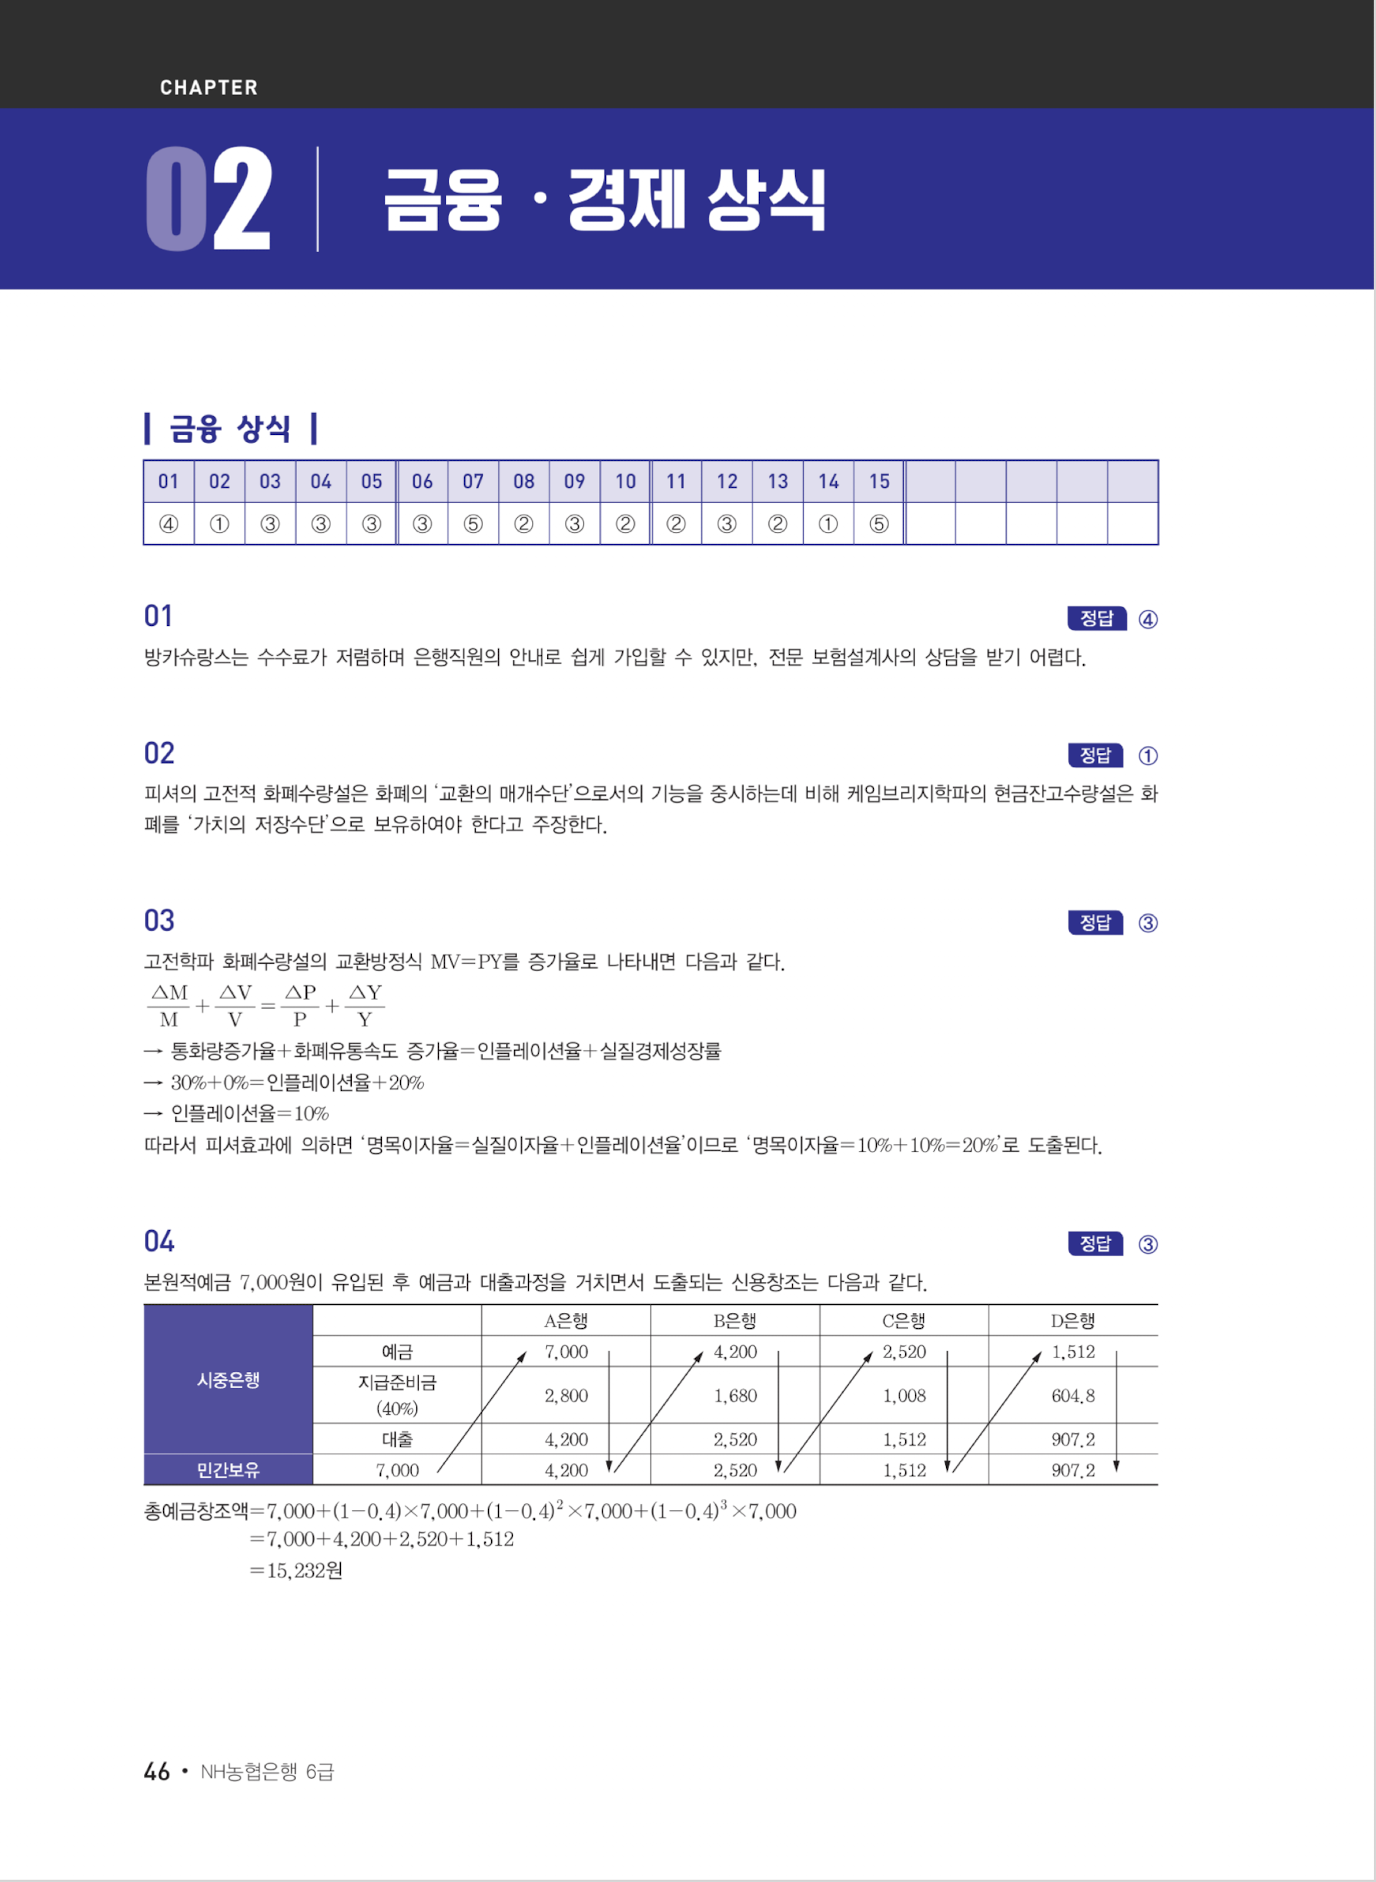 CHAPTER
02 금융·경제 상식
금융 상식
01 02 03 04 05 06 07 08 09 10 11 12 13 14 15
④ ① ③ ③ ③ ③ ⑤ ② ③ ② ② ③ ② ① ⑤
01 정답 ④
방카슈랑스는 수수료가 저렴하며 은행직원의 안내로 쉽게 가입할 수 있지만, 전문 보험설계사의 상담을 받기 어렵다.
02 정답 ①
피셔의 고전적 화폐수량설은 화폐의 '교환의 매개수단'으로서의 기능을 중시하는데 비해 케임브리지학파의 현금잔고수량설은 화
폐를 '가치의 저장수단'으로 보유하여야 한다고 주장한다.
03 정답 ③
고전학파 화폐수량설의 교환방정식 MV=PY를 증가율로 나타내면 다음과 같다.
△M/M + △V/V = △P/P + △Y/Y
→ 통화량증가율+화폐유통속도 증가율=인플레이션율+실질경제성장률
→ 30%+0%=인플레이션율+20%
→ 인플레이션율=10%
따라서 피셔효과에 의하면 '명목이자율=실질이자율+인플레이션율'이므로 '명목이자율=10%+10%=20%'로 도출된다.
04 정답 ③
본원적예금 7,000원이 유입된 후 예금과 대출과정을 거치면서 도출되는 신용창조는 다음과 같다.
A은행 B은행 C은행 D은행
시중은행
예금 7,000 4,200 2,520 1,512
지급준비금
(40%) 2,800 1,680 1,008 604.8
대출 4,200 2,520 1,512 907.2
민간보유 7,000 4,200 2,520 1,512 907.2
총예금창조액=7,000+(1-0.4)×7,000+(1-0.4)²×7,000+(1-0.4)³×7,000
=7,000+4,200+2,520+1,512
=15,232원
46 • NH농협은행 6급